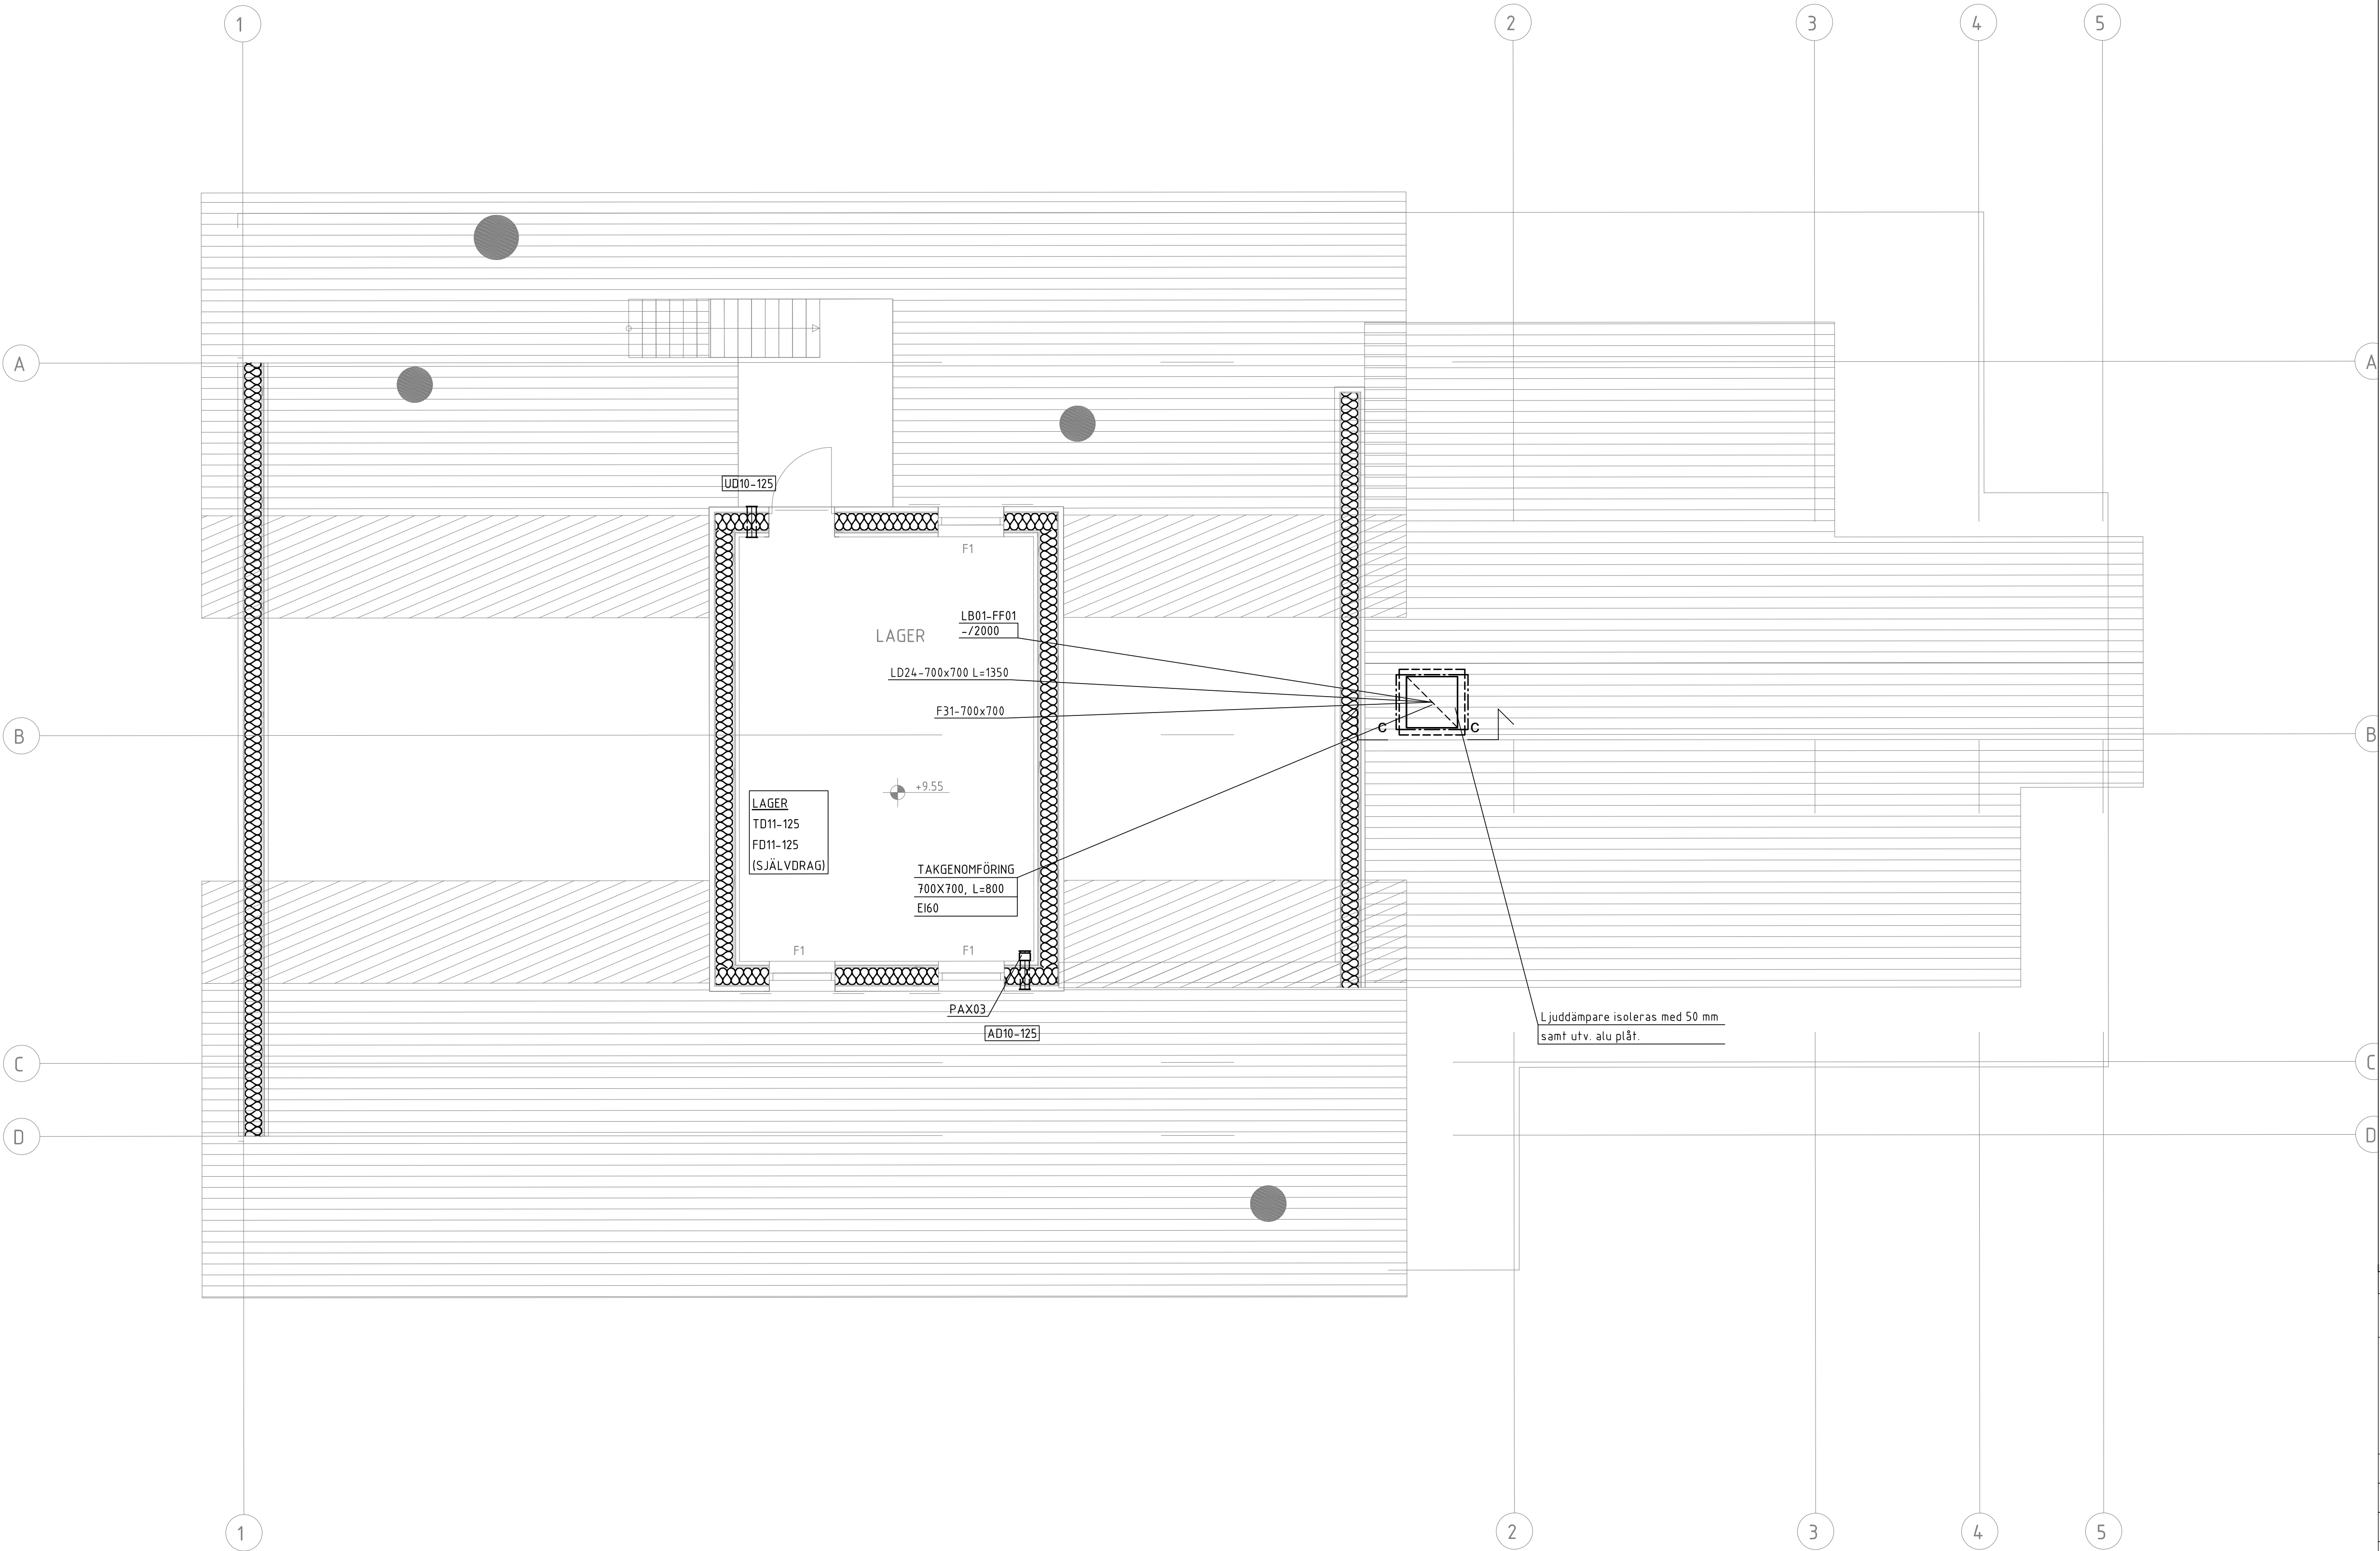 1
2
3
4
5
A
A
UD10-125
F1
LB01-FF01
-/2000
LAGER
LD24-700x700 L=1350
F31-700x700
C
C
B
B
+9.55
LAGER
TD11-125
FD11-125
(SJÄLVDRAG)
TAKGENOMFÖRING
700X700, L=800
EI60
F1
F1
PAX03
AD10-125
Ljuddämpare isoleras med 50 mm
samt utv. alu plåt.
C
C
D
D
1
2
3
4
5